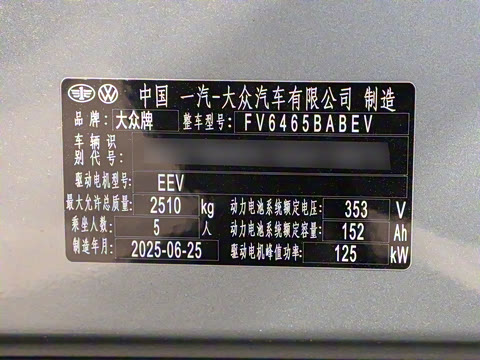 中国 一汽-大众汽车有限公司 制造
品牌: 大众牌 整车型号: FV6465BABEV
车辆识
别代号:
驱动电机型号: EEV
最大允许总质量: 2510 kg 动力电池系统额定电压: 353 V
乘坐人数: 5 人 动力电池系统额定容量: 152 Ah
制造年月: 2025-06-25 驱动电机峰值功率: 125 kW